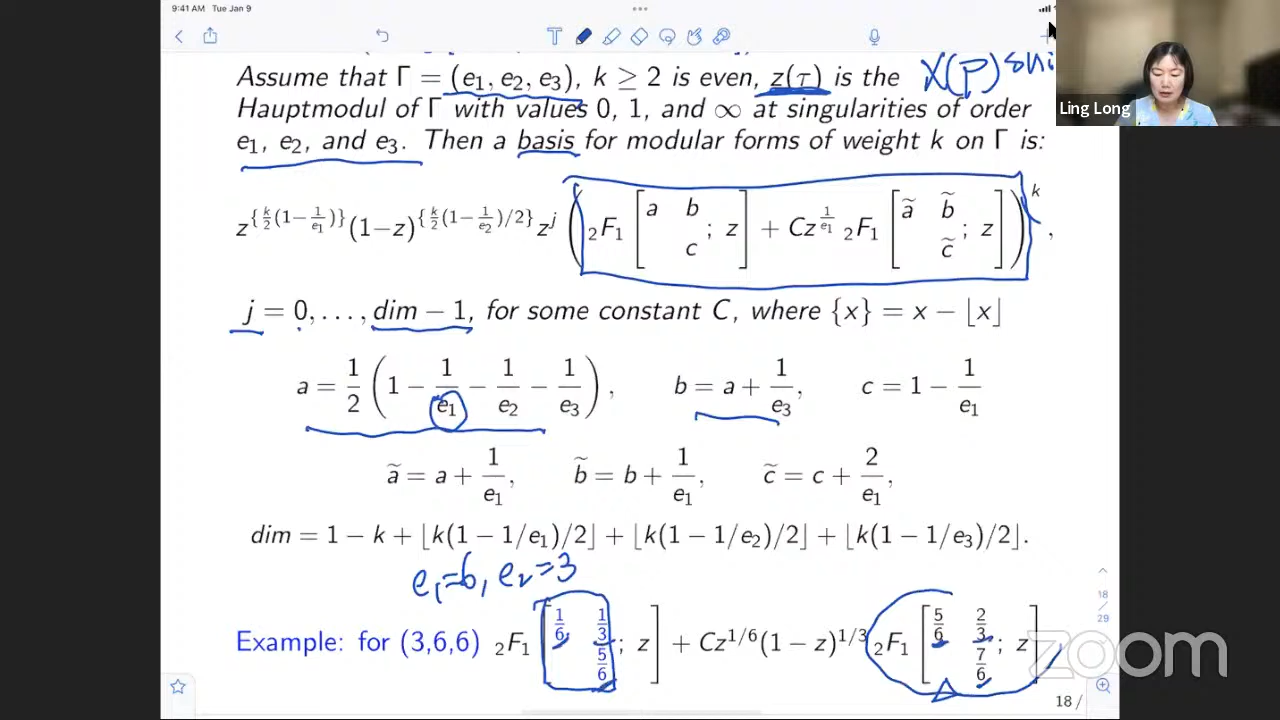 9:41 AM Tue Jan 9
X(p) shi
Assume that Γ = (e₁, e₂, e₃), k ≥ 2 is even, z(τ) is the
Hauptmodul of Γ with values 0, 1, and ∞ at singularities of order
Ling Long
e₁, e₂, and e₃. Then a basis for modular forms of weight k on Γ is:
z^{{k/2(1−1/e₁)}}(1−z)^{{k/2(1−1/e₂)/2}} z^j ( ₂F₁ [ a b ; c ; z ] + Cz^{1/e₁} ₂F₁ [ ã b̃ ; c̃ ; z ] )^k ,
j = 0, . . . , dim − 1, for some constant C, where {x} = x − ⌊x⌋
a = 1/2 ( 1 − 1/e₁ − 1/e₂ − 1/e₃ ) , b = a + 1/e₃, c = 1 − 1/e₁
ã = a + 1/e₁, b̃ = b + 1/e₁, c̃ = c + 2/e₁,
dim = 1 − k + ⌊k(1 − 1/e₁)/2⌋ + ⌊k(1 − 1/e₂)/2⌋ + ⌊k(1 − 1/e₃)/2⌋.
e₁=6, e₂=3
Example: for (3,6,6) ₂F₁ [ 1/6 1/3 ; 5/6 ; z ] + Cz^{1/6}(1 − z)^{1/3} ₂F₁ [ 5/6 2/3 ; 7/6 ; z ]
zoom
18
/
29
18 /